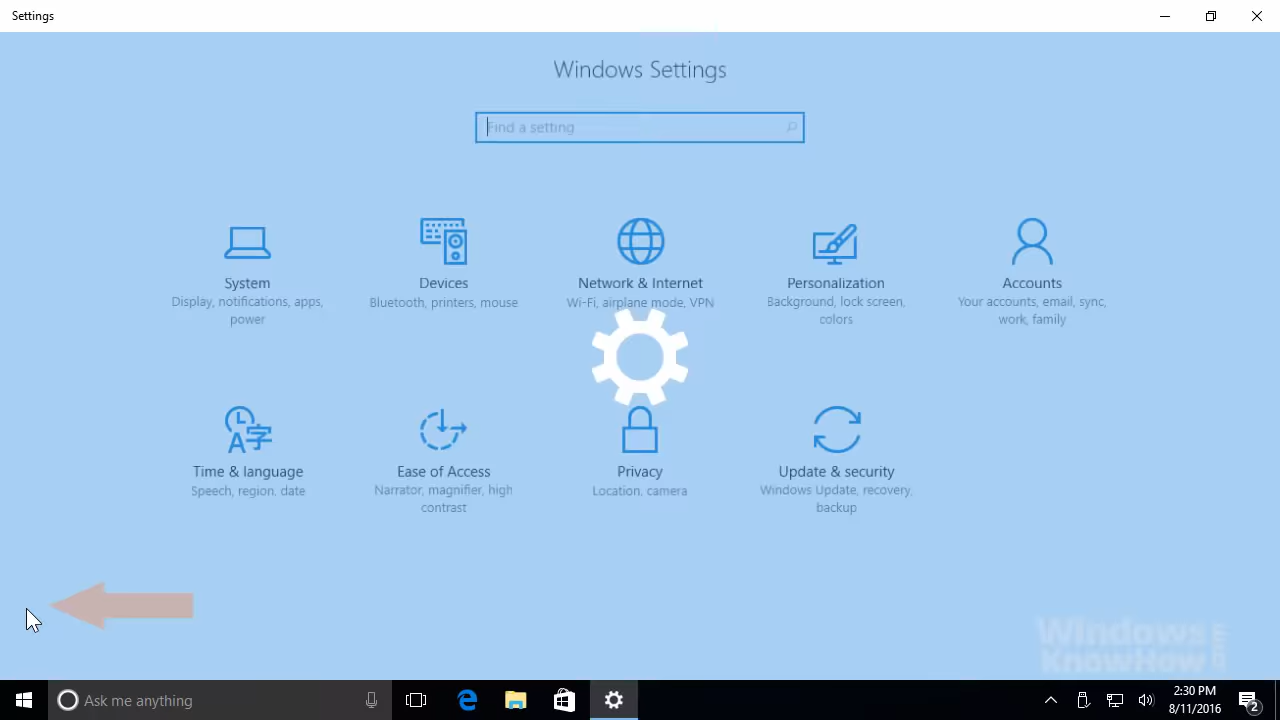 Settings
Windows Settings
Find a setting
System
Display, notifications, apps,
power
Devices
Bluetooth, printers, mouse
Network & Internet
Wi-Fi, airplane mode, VPN
Personalization
Background, lock screen,
colors
Accounts
Your accounts, email, sync,
work, family
Time & language
Speech, region, date
Ease of Access
Narrator, magnifier, high
contrast
Privacy
Location, camera
Update & security
Windows Update, recovery,
backup
Windows
KnowHow
.com
Ask me anything
2:30 PM
8/11/2016
2